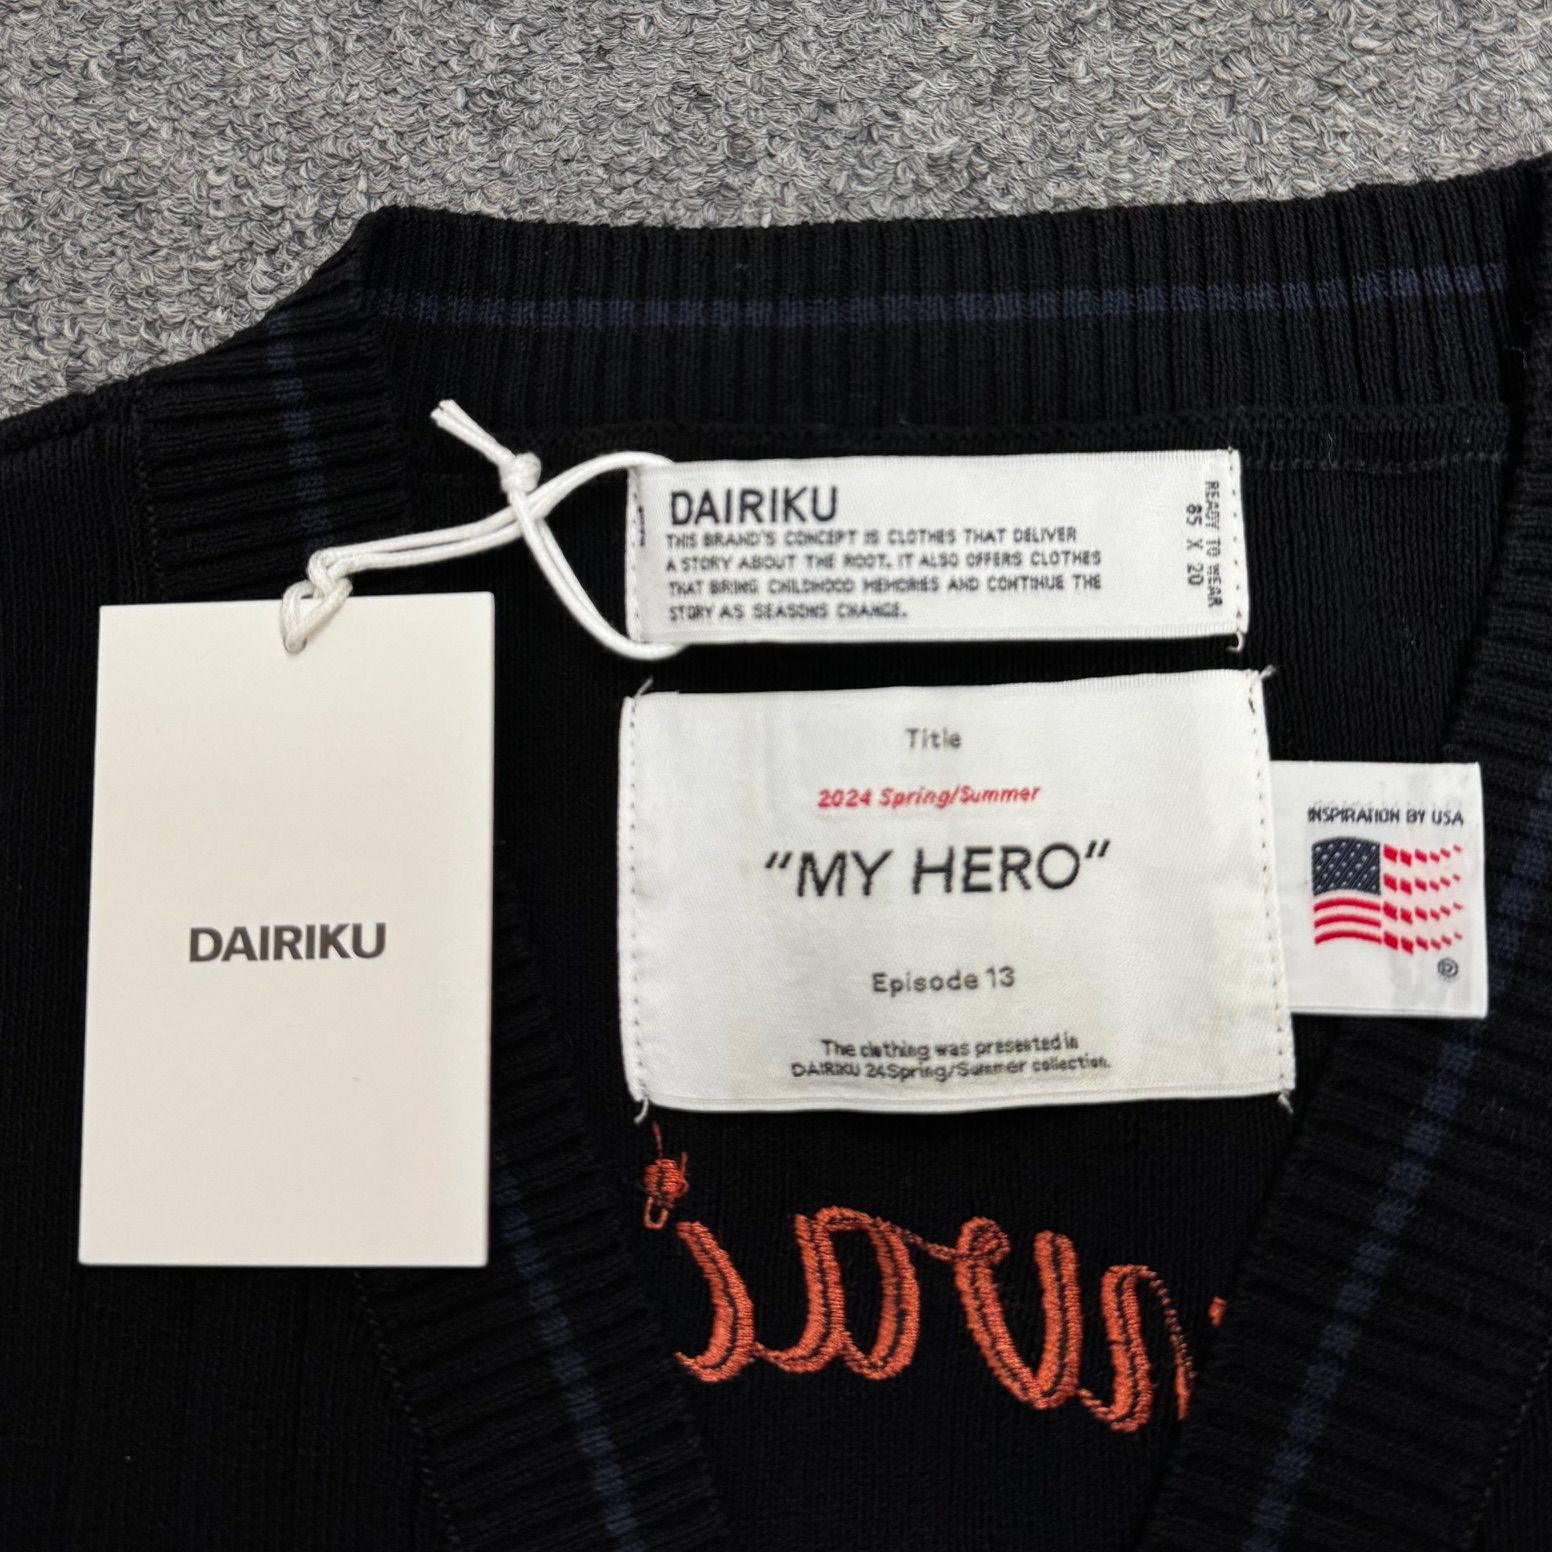 DAIRIKU
THIS BRAND'S CONCEPT IS CLOTHES THAT DELIVER
A STORY ABOUT THE ROOT. IT ALSO OFFERS CLOTHES
THAT BRING CHILDHOOD MEMORIES AND CONTINUE THE
STORY AS SEASONS CHANGE.
READY TO WEAR
85 X 20
Title
2024 Spring/Summer
“MY HERO”
Episode 13
The clothing was presented in
DAIRIKU 24Spring/Summer collection.
INSPIRATION BY USA
DAIRIKU